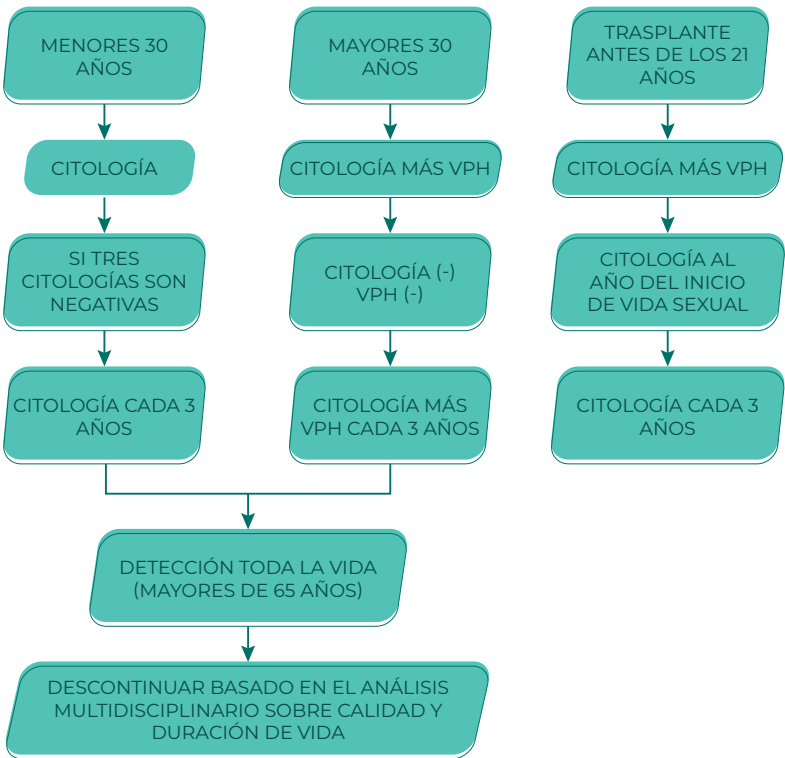 MENORES 30
AÑOS
CITOLOGÍA
SI TRES
CITOLOGÍAS SON
NEGATIVAS
CITOLOGÍA CADA 3
AÑOS
MAYORES 30
AÑOS
CITOLOGÍA MÁS VPH
CITOLOGÍA (-)
VPH (-)
CITOLOGÍA MÁS
VPH CADA 3 AÑOS
TRASPLANTE
ANTES DE LOS 21
AÑOS
CITOLOGÍA MÁS VPH
CITOLOGÍA AL
AÑO DEL INICIO
DE VIDA SEXUAL
CITOLOGÍA CADA 3
AÑOS
DETECCIÓN TODA LA VIDA
(MAYORES DE 65 AÑOS)
DESCONTINUAR BASADO EN EL ANÁLISIS
MULTIDISCIPLINARIO SOBRE CALIDAD Y
DURACIÓN DE VIDA